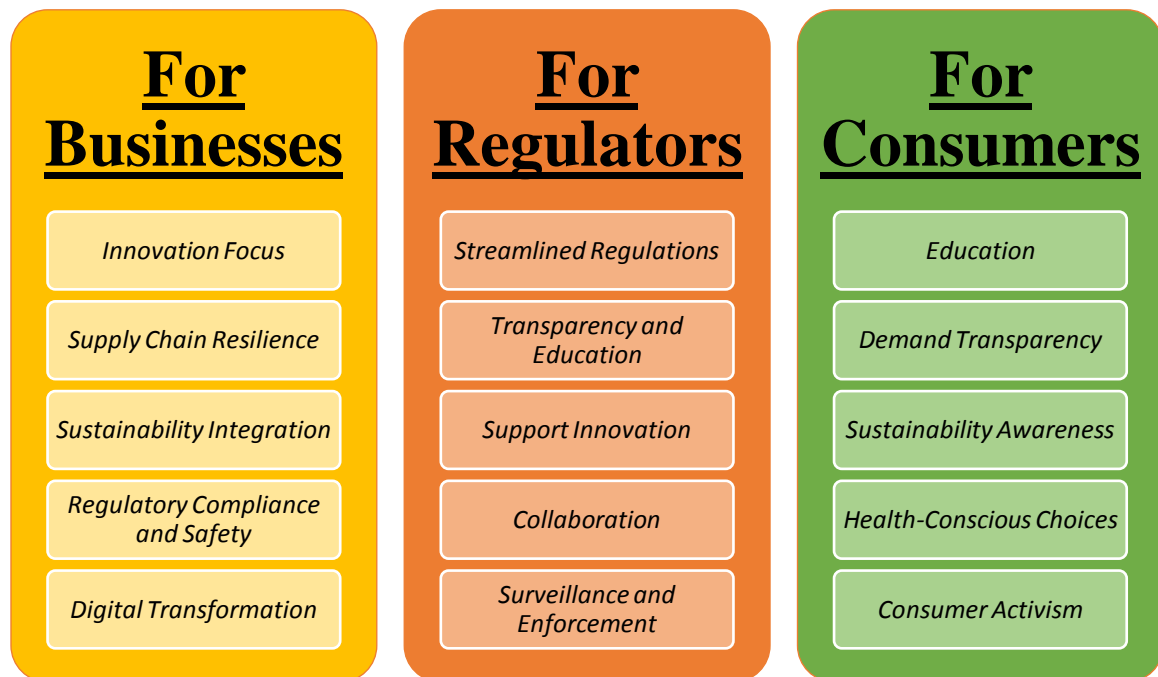 For
Businesses
Innovation Focus
Supply Chain Resilience
Sustainability Integration
Regulatory Compliance
and Safety
Digital Transformation
For
Regulators
Streamlined Regulations
Transparency and
Education
Support Innovation
Collaboration
Surveillance and
Enforcement
For
Consumers
Education
Demand Transparency
Sustainability Awareness
Health-Conscious Choices
Consumer Activism